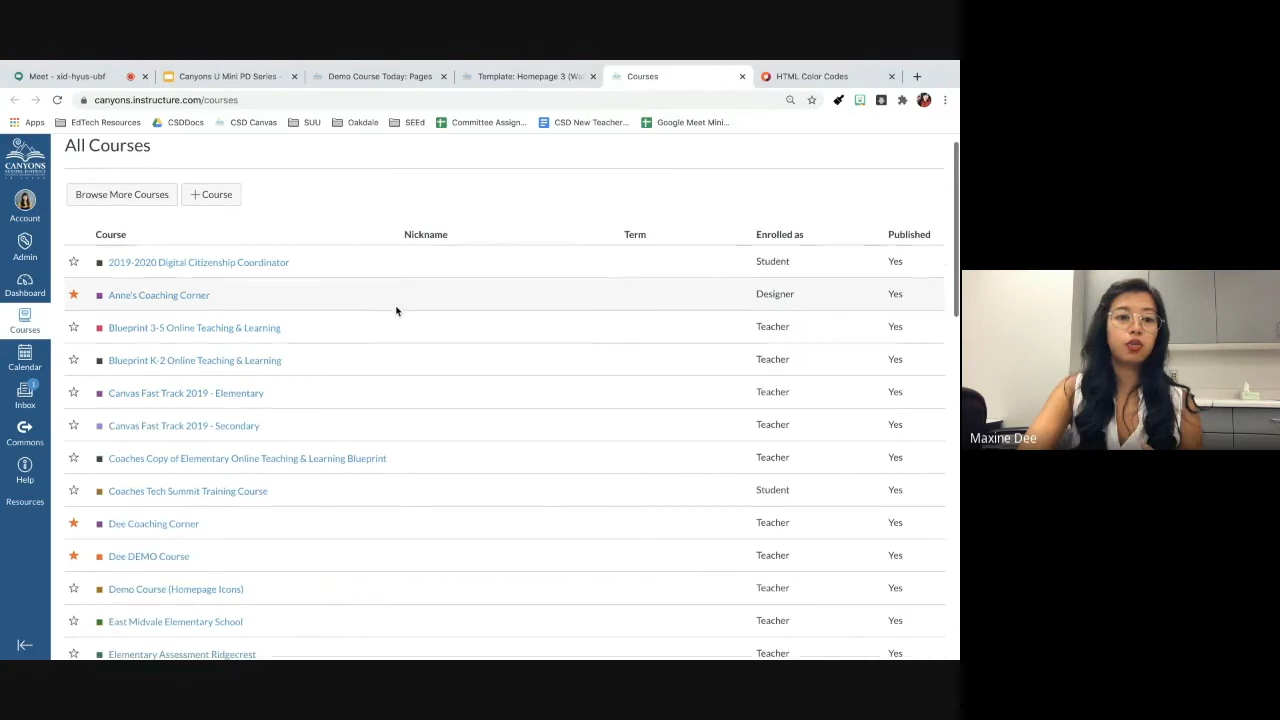 Meet - xid-hyus-ubf
Canyons U Mini PD Series -
Demo Course Today: Pages
Template: Homepage 3 (Wa
Courses
HTML Color Codes
canyons.instructure.com/courses
Apps
EdTech Resources
CSDDocs
CSD Canvas
SUU
Oakdale
SEEd
Committee Assign...
CSD New Teacher...
Google Meet Mini...
CANYONS
SCHOOL DISTRICT
Account
Admin
Dashboard
Courses
Calendar
1
Inbox
Commons
Help
Resources
All Courses
Browse More Courses
+ Course
Course Nickname Term Enrolled as Published
2019-2020 Digital Citizenship Coordinator Student Yes
Anne's Coaching Corner Designer Yes
Blueprint 3-5 Online Teaching & Learning Teacher Yes
Blueprint K-2 Online Teaching & Learning Teacher Yes
Canvas Fast Track 2019 - Elementary Teacher Yes
Canvas Fast Track 2019 - Secondary Teacher Yes
Coaches Copy of Elementary Online Teaching & Learning Blueprint Teacher Yes
Coaches Tech Summit Training Course Student Yes
Dee Coaching Corner Teacher Yes
Dee DEMO Course Teacher Yes
Demo Course (Homepage Icons) Teacher Yes
East Midvale Elementary School Teacher Yes
Elementary Assessment Ridgecrest Teacher Yes
Maxine Dee